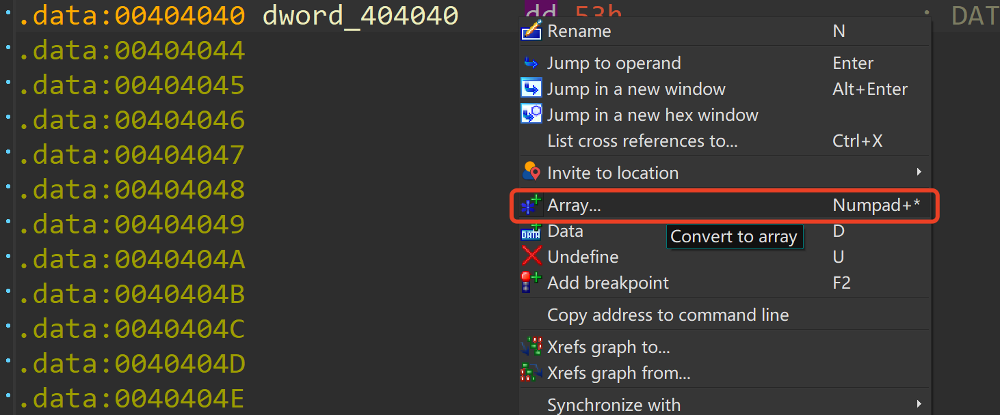 .data:00404040 dword_404040 dd 53h ; DAT
Rename N
.data:00404044
Jump to operand Enter
.data:00404045
Jump in a new window Alt+Enter
.data:00404046
Jump in a new hex window
List cross references to... Ctrl+X
.data:00404047
Invite to location
.data:00404048
Array... Numpad+*
.data:00404049
Data D
Convert to array
.data:0040404A
Undefine U
Add breakpoint F2
.data:0040404B
Copy address to command line
.data:0040404C
Xrefs graph to...
.data:0040404D
Xrefs graph from...
.data:0040404E
Synchronize with